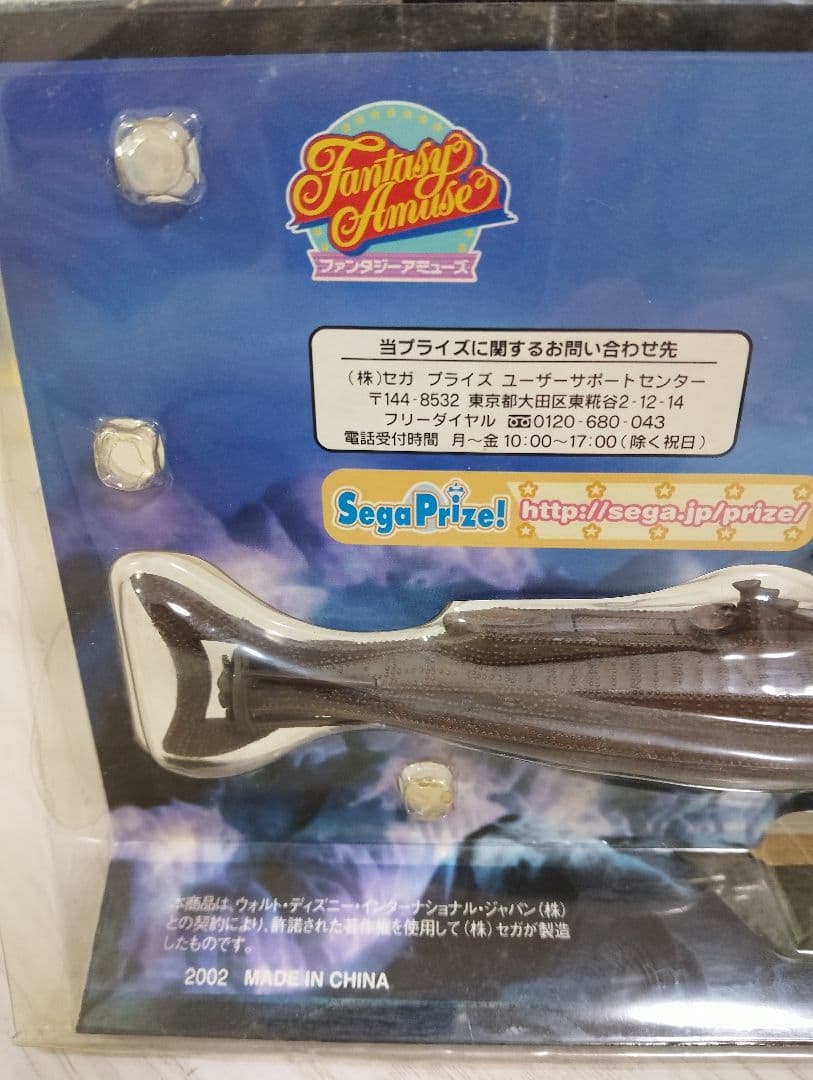 Fantasy
Amuse
ファンタジーアミューズ
当プライズに関するお問い合わせ先
(株)セガ プライズ ユーザーサポートセンター
〒144-8532 東京都大田区東糀谷2-12-14
フリーダイヤル 0120-680-043
電話受付時間 月〜金10:00〜17:00(除く祝日)
SegaPrize! http://sega.jp/prize/
本商品は、ウォルト・ディズニー・インターナショナル・ジャパン(株)
との契約により、許諾された著作権を使用して(株)セガが製造
したものです。
2002 MADE IN CHINA